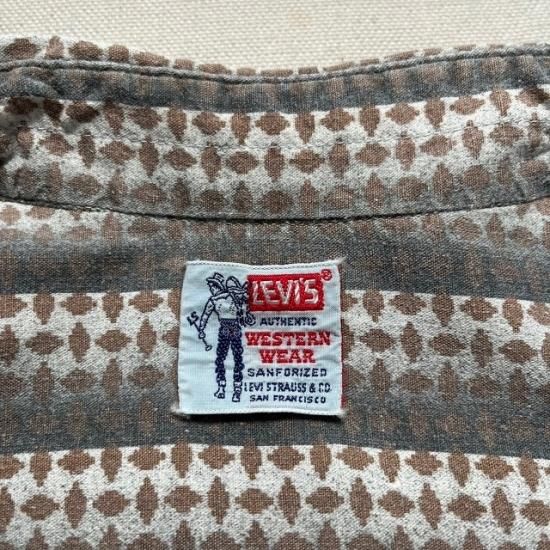 LEVI'S®
AUTHENTIC
WESTERN
WEAR
SANFORIZED
LEVI STRAUSS & CO.
SAN FRANCISCO